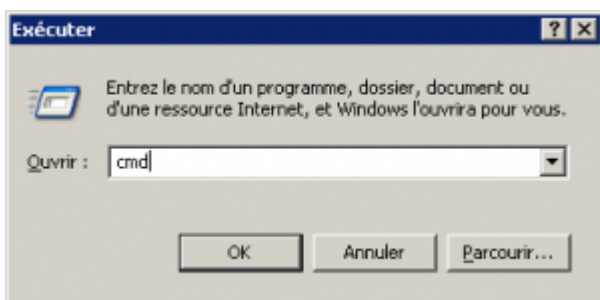 Exécuter
Entrez le nom d'un programme, dossier, document ou
d'une ressource Internet, et Windows l'ouvrira pour vous.
Ouvrir : cmd
OK Annuler Parcourir...